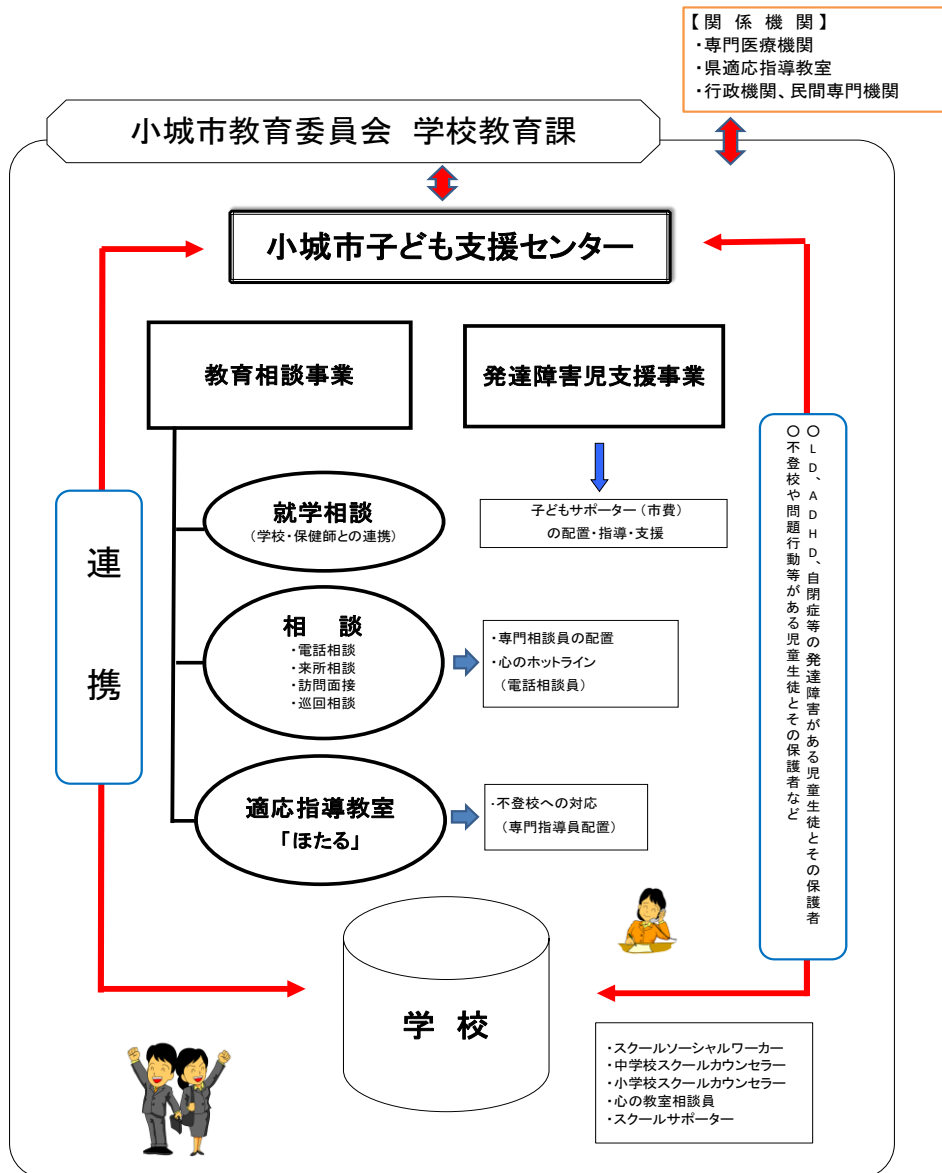 【関 係 機 関】
・専門医療機関
・県適応指導教室
・行政機関、民間専門機関
小城市教育委員会 学校教育課
小城市子ども支援センター
教育相談事業
発達障害児支援事業
就学相談
(学校・保健師との連携)
子どもサポーター(市費)
の配置・指導・支援
相 談
・電話相談
・来所相談
・訪問面接
・巡回相談
・専門相談員の配置
・心のホットライン
(電話相談員)
適応指導教室
「ほたる」
・不登校への対応
(専門指導員配置)
連
携
〇LD、ADHD、自閉症等の発達障害がある児童生徒とその保護者
〇不登校や問題行動等がある児童生徒とその保護者など
学 校
・スクールソーシャルワーカー
・中学校スクールカウンセラー
・小学校スクールカウンセラー
・心の教室相談員
・スクールサポーター